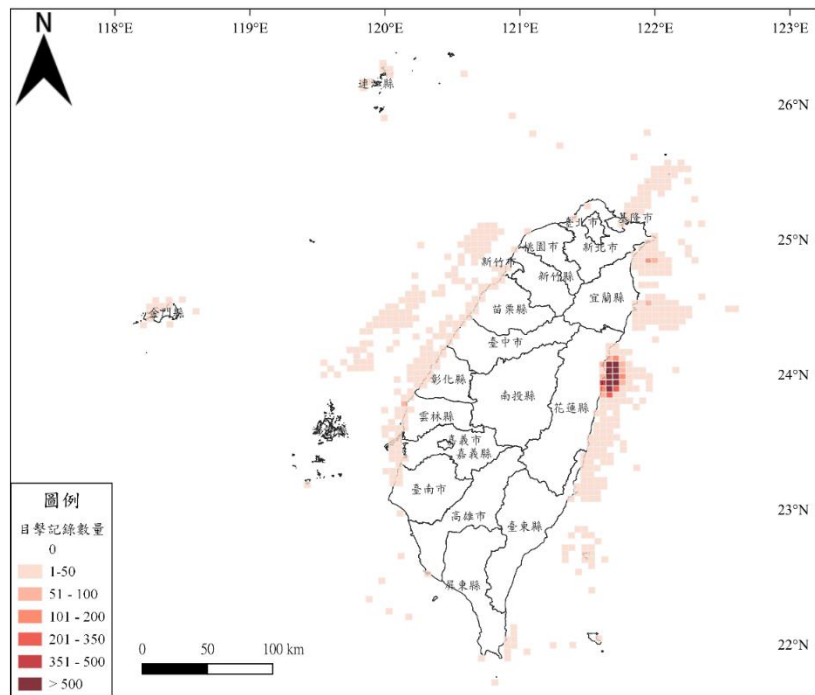 N
118°E
119°E
120°E
121°E
122°E
123°E
26°N
25°N
24°N
23°N
22°N
連江縣
金門縣
臺北市
基隆市
桃園市
新北市
新竹市
新竹縣
宜蘭縣
苗栗縣
臺中市
彰化縣
南投縣
花蓮縣
雲林縣
嘉義市
嘉義縣
臺南市
高雄市
臺東縣
屏東縣
圖例
目擊記錄數量
0
1-50
51 - 100
101 - 200
201 - 350
351 - 500
> 500
0 50 100 km